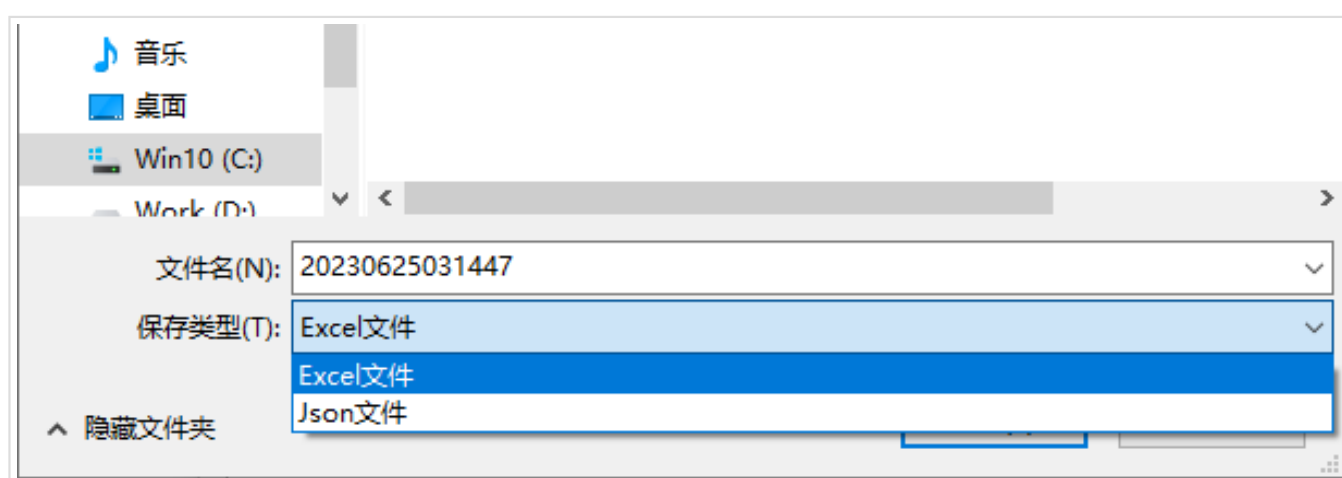 音乐
桌面
Win10 (C:)
Work (D:)
文件名(N): 20230625031447
保存类型(T): Excel文件
Excel文件
Json文件
隐藏文件夹